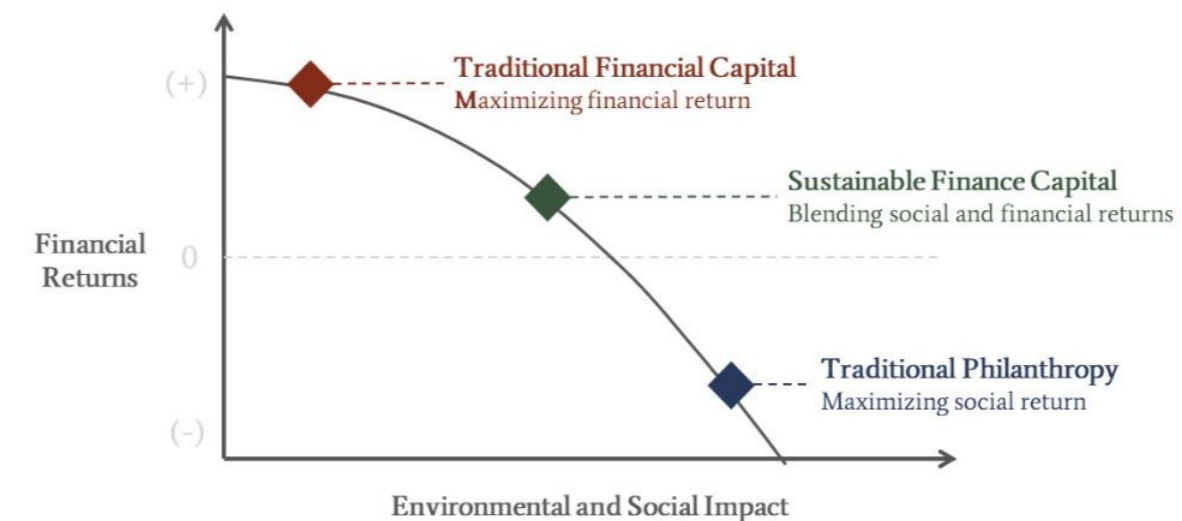 (+)
Traditional Financial Capital
Maximizing financial return
Sustainable Finance Capital
Blending social and financial returns
Financial
Returns
0
Traditional Philanthropy
Maximizing social return
(-)
Environmental and Social Impact